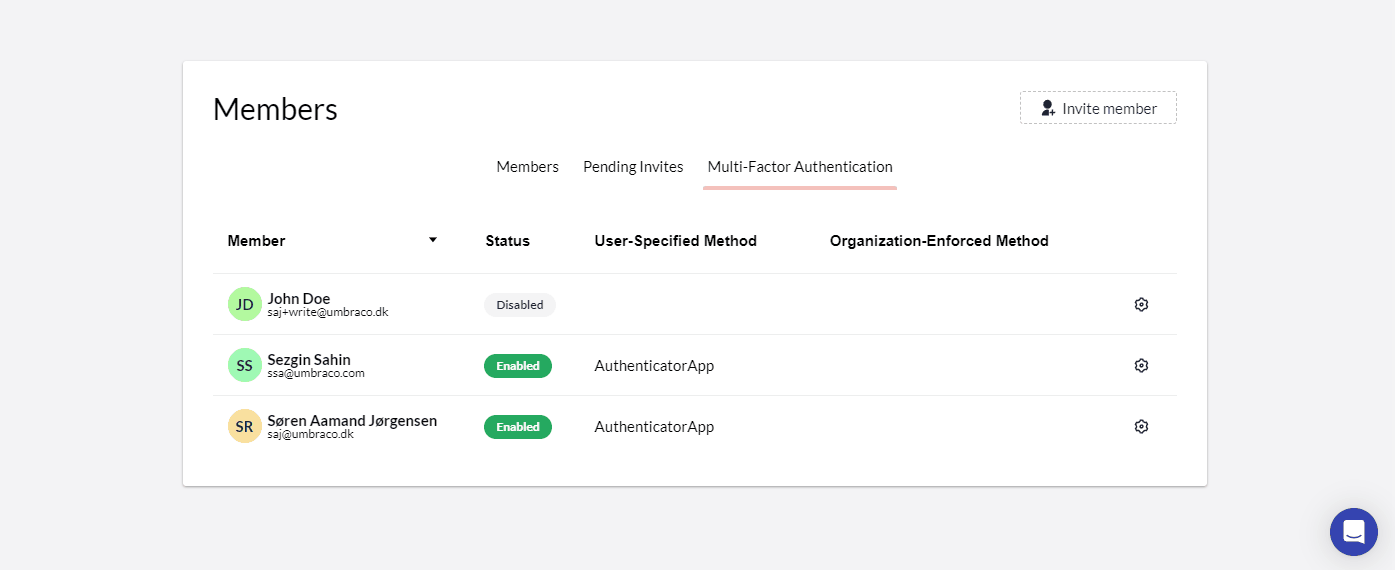 Members
Invite member
Members Pending Invites Multi-Factor Authentication
Member Status User-Specified Method Organization-Enforced Method
JD John Doe Disabled
saj+write@umbraco.dk
SS Sezgin Sahin Enabled AuthenticatorApp
ssa@umbraco.com
SR Søren Aamand Jørgensen Enabled AuthenticatorApp
saj@umbraco.dk